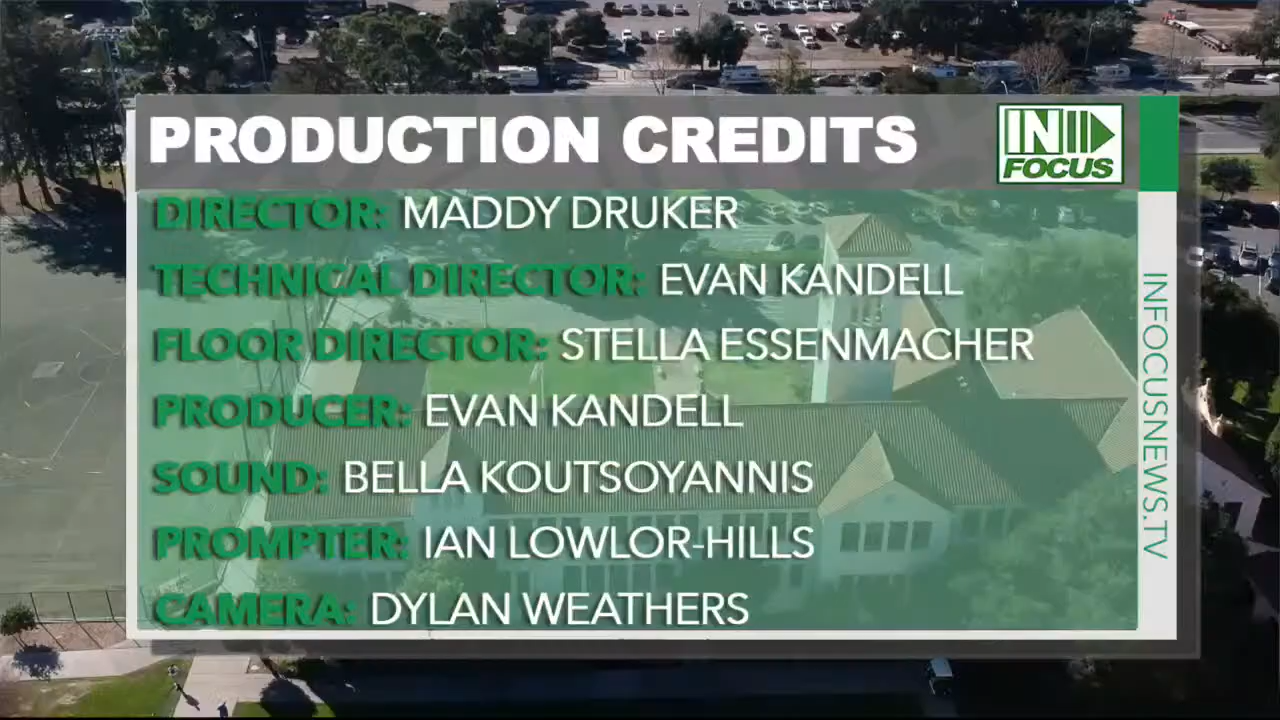 PRODUCTION CREDITS
IN
FOCUS
DIRECTOR: MADDY DRUKER
TECHNICAL DIRECTOR: EVAN KANDELL
FLOOR DIRECTOR: STELLA ESSENMACHER
PRODUCER: EVAN KANDELL
SOUND: BELLA KOUTSOYANNIS
PROMPTER: IAN LOWLOR-HILLS
CAMERA: DYLAN WEATHERS
INFOCUSNEWS.TV